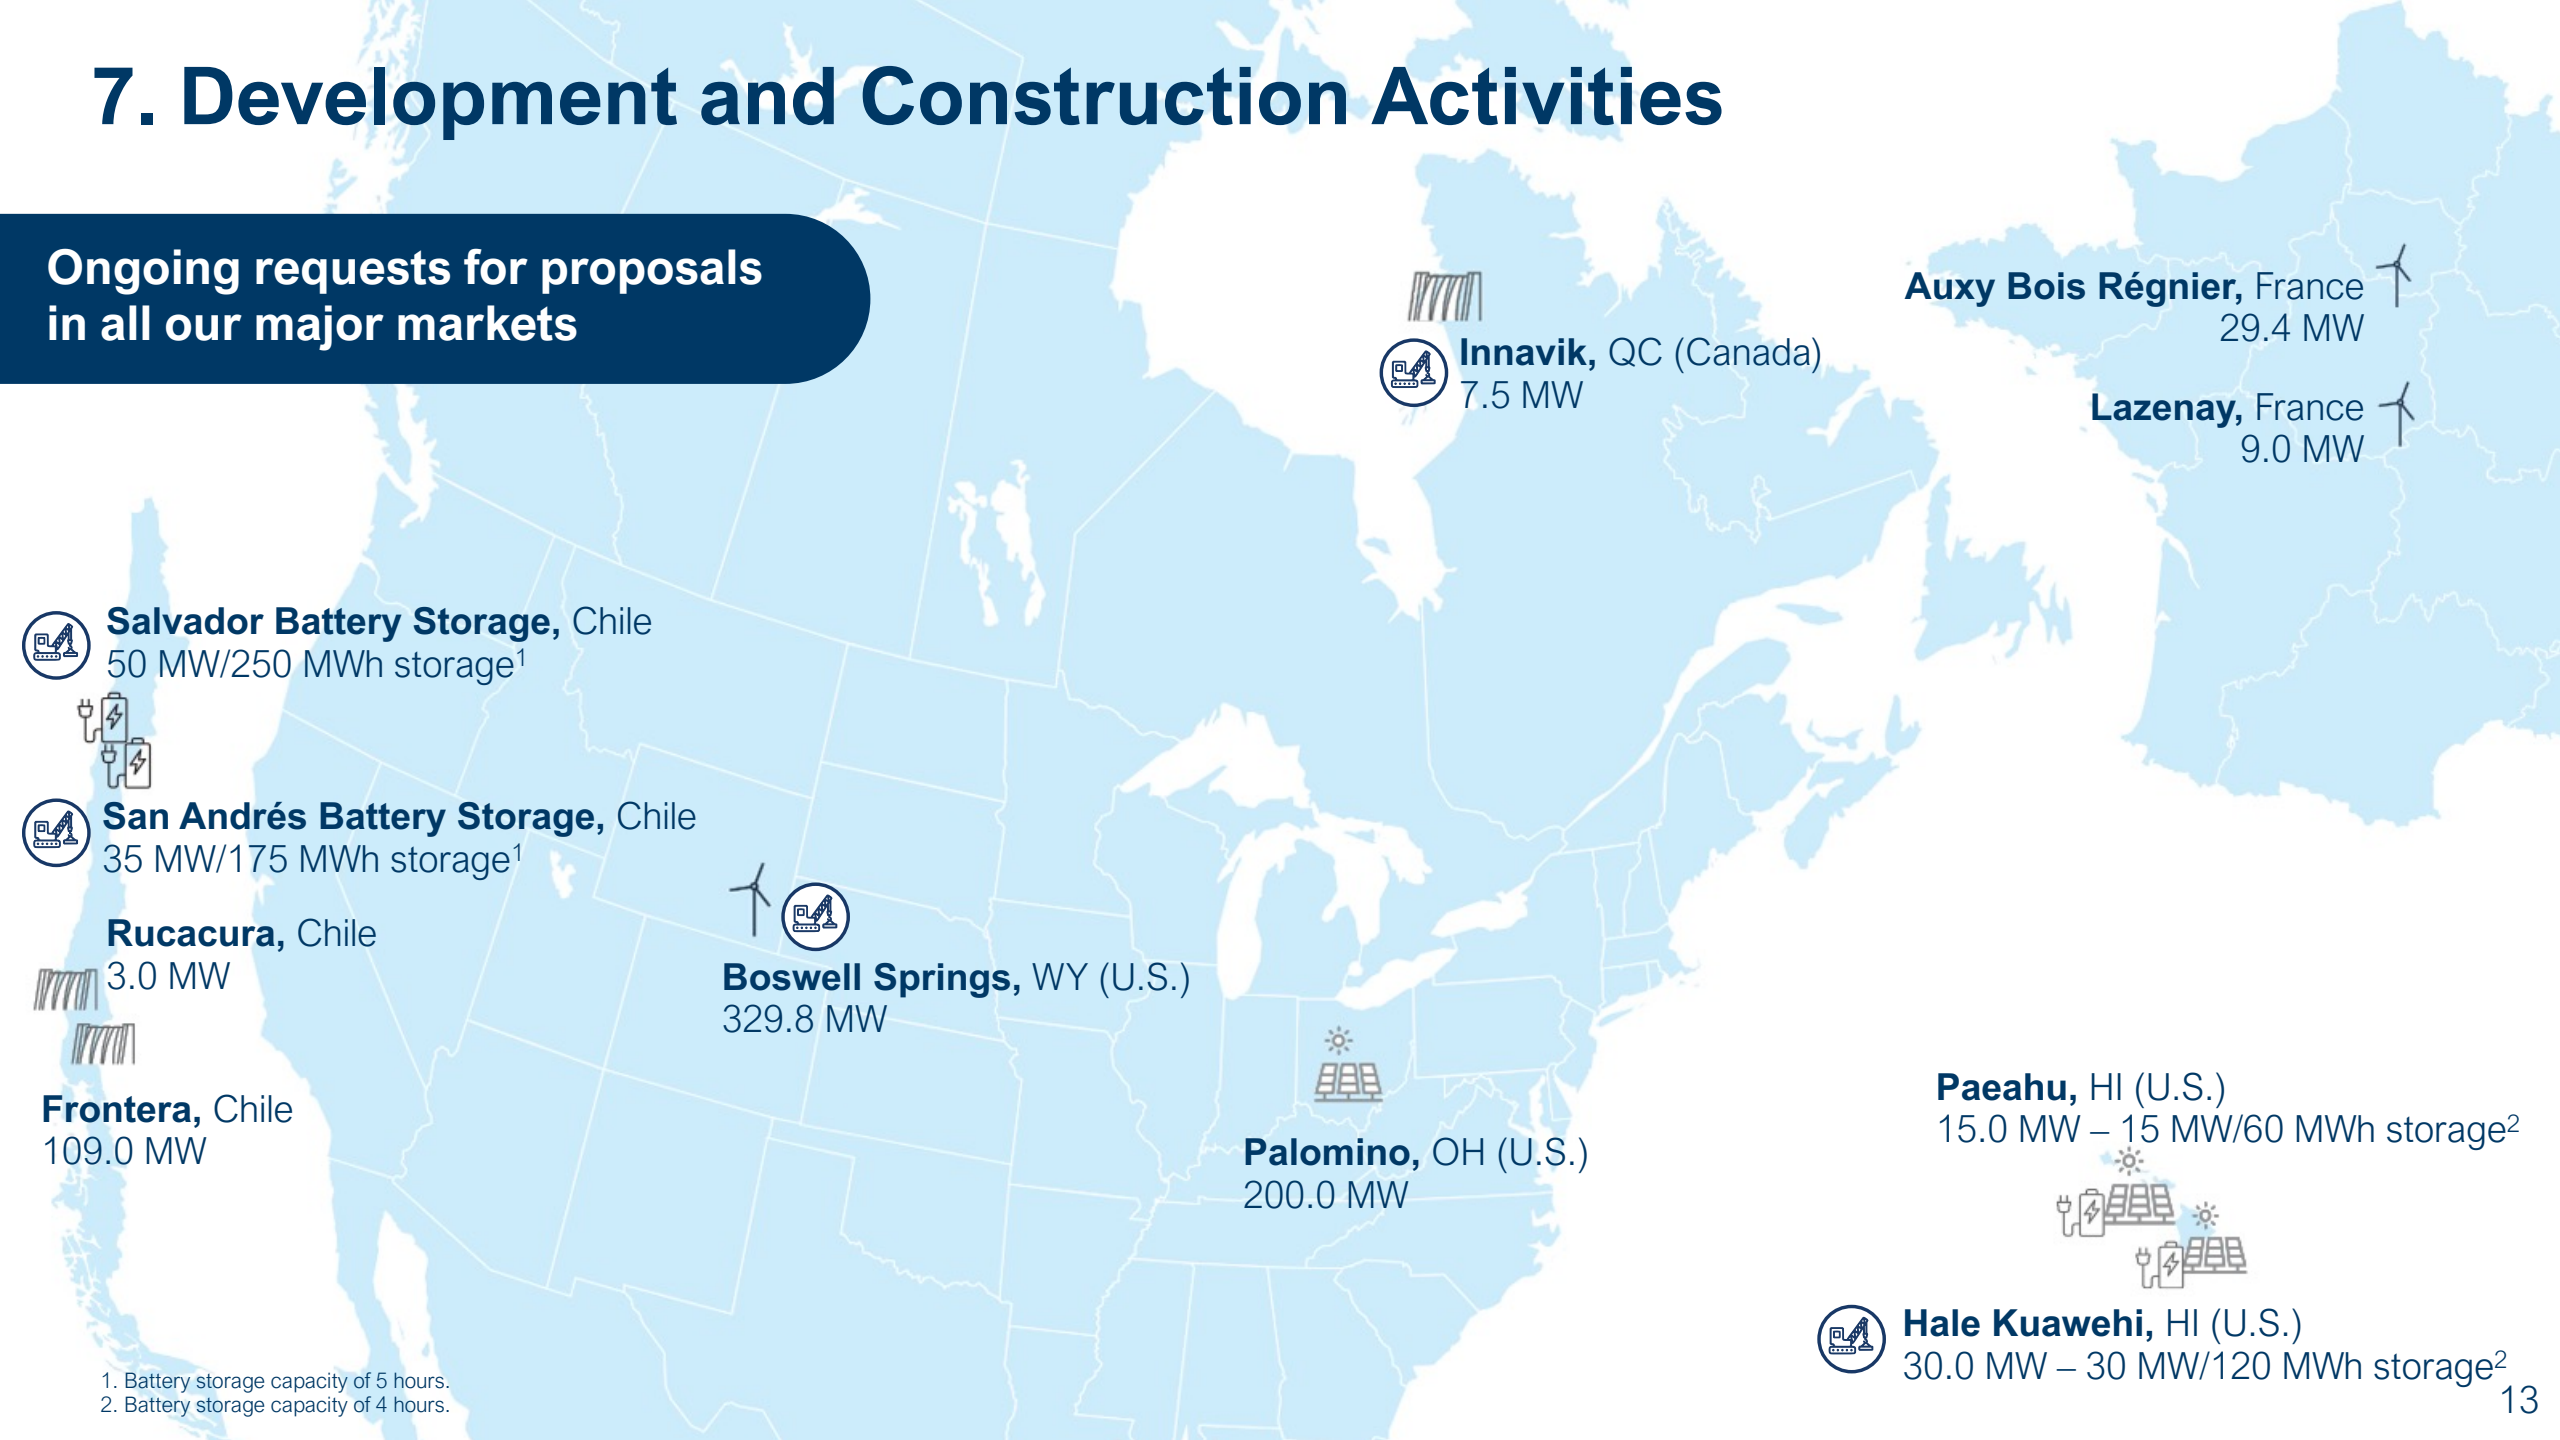 7. Development and Construction Activities
Ongoing requests for proposals
in all our major markets
Auxy Bois Régnier, France
29.4 MW
Lazenay, France
9.0 MW
Innavik, QC (Canada)
7.5 MW
Salvador Battery Storage, Chile
50 MW/250 MWh storage¹
San Andrés Battery Storage, Chile
35 MW/175 MWh storage¹
Rucacura, Chile
3.0 MW
Frontera, Chile
109.0 MW
Boswell Springs, WY (U.S.)
329.8 MW
Palomino, OH (U.S.)
200.0 MW
Paeahu, HI (U.S.)
15.0 MW – 15 MW/60 MWh storage²
Hale Kuawehi, HI (U.S.)
30.0 MW – 30 MW/120 MWh storage²
1. Battery storage capacity of 5 hours.
2. Battery storage capacity of 4 hours.
13